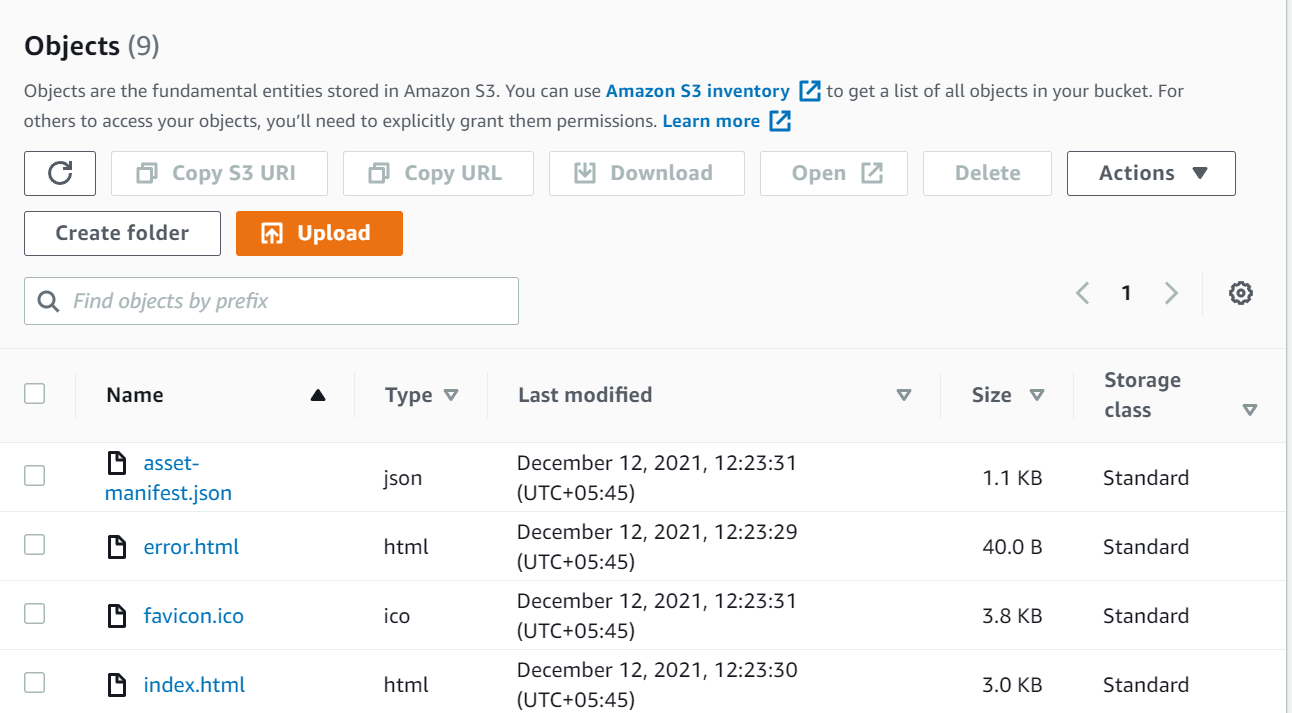 Objects (9)
Objects are the fundamental entities stored in Amazon S3. You can use Amazon S3 inventory to get a list of all objects in your bucket. For
others to access your objects, you’ll need to explicitly grant them permissions. Learn more
Copy S3 URI Copy URL Download Open Delete Actions
Create folder Upload
Find objects by prefix 1
Name Type Last modified Size Storage
class
asset- json December 12, 2021, 12:23:31 1.1 KB Standard
manifest.json (UTC+05:45)
error.html html December 12, 2021, 12:23:29 40.0 B Standard
(UTC+05:45)
favicon.ico ico December 12, 2021, 12:23:31 3.8 KB Standard
(UTC+05:45)
index.html html December 12, 2021, 12:23:30 3.0 KB Standard
(UTC+05:45)